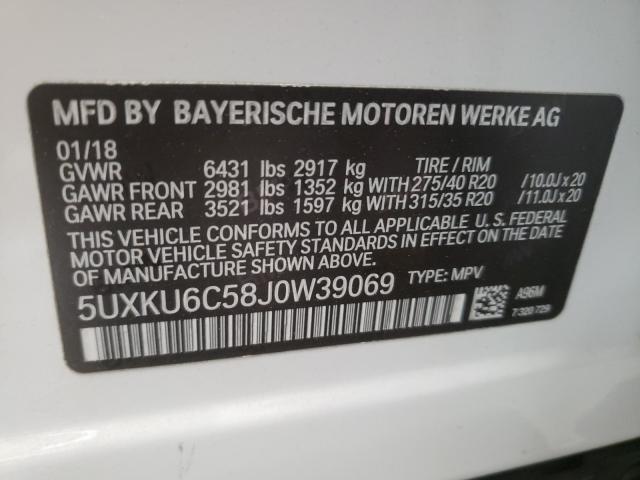 MFD BY BAYERISCHE MOTOREN WERKE AG
01/18
GVWR 6431 lbs 2917 kg TIRE / RIM
GAWR FRONT 2981 lbs 1352 kg WITH 275/40 R20 /10.0J x 20
GAWR REAR 3521 lbs 1597 kg WITH 315/35 R20 /11.0J x 20
THIS VEHICLE CONFORMS TO ALL APPLICABLE U. S. FEDERAL
MOTOR VEHICLE SAFETY STANDARDS IN EFFECT ON THE DATE
OF MANUFACTURE SHOWN ABOVE.
5UXKU6C58J0W39069 TYPE: MPV
A96M
7 320 729